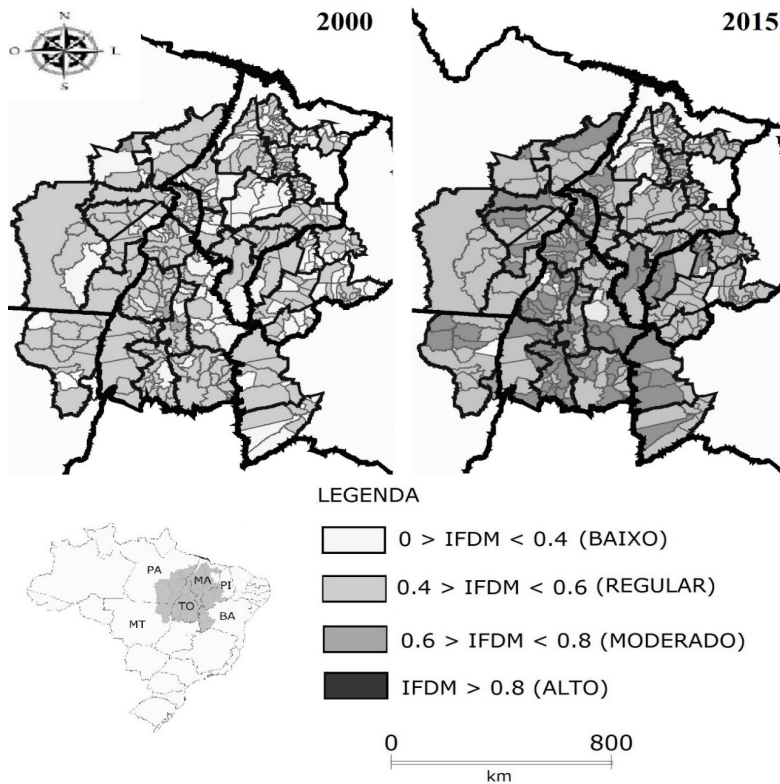 N
O L
S
2000
2015
LEGENDA
0 > IFDM < 0.4 (BAIXO)
0.4 > IFDM < 0.6 (REGULAR)
0.6 > IFDM < 0.8 (MODERADO)
IFDM > 0.8 (ALTO)
PA
MA
PI
TO
BA
MT
0 800
km